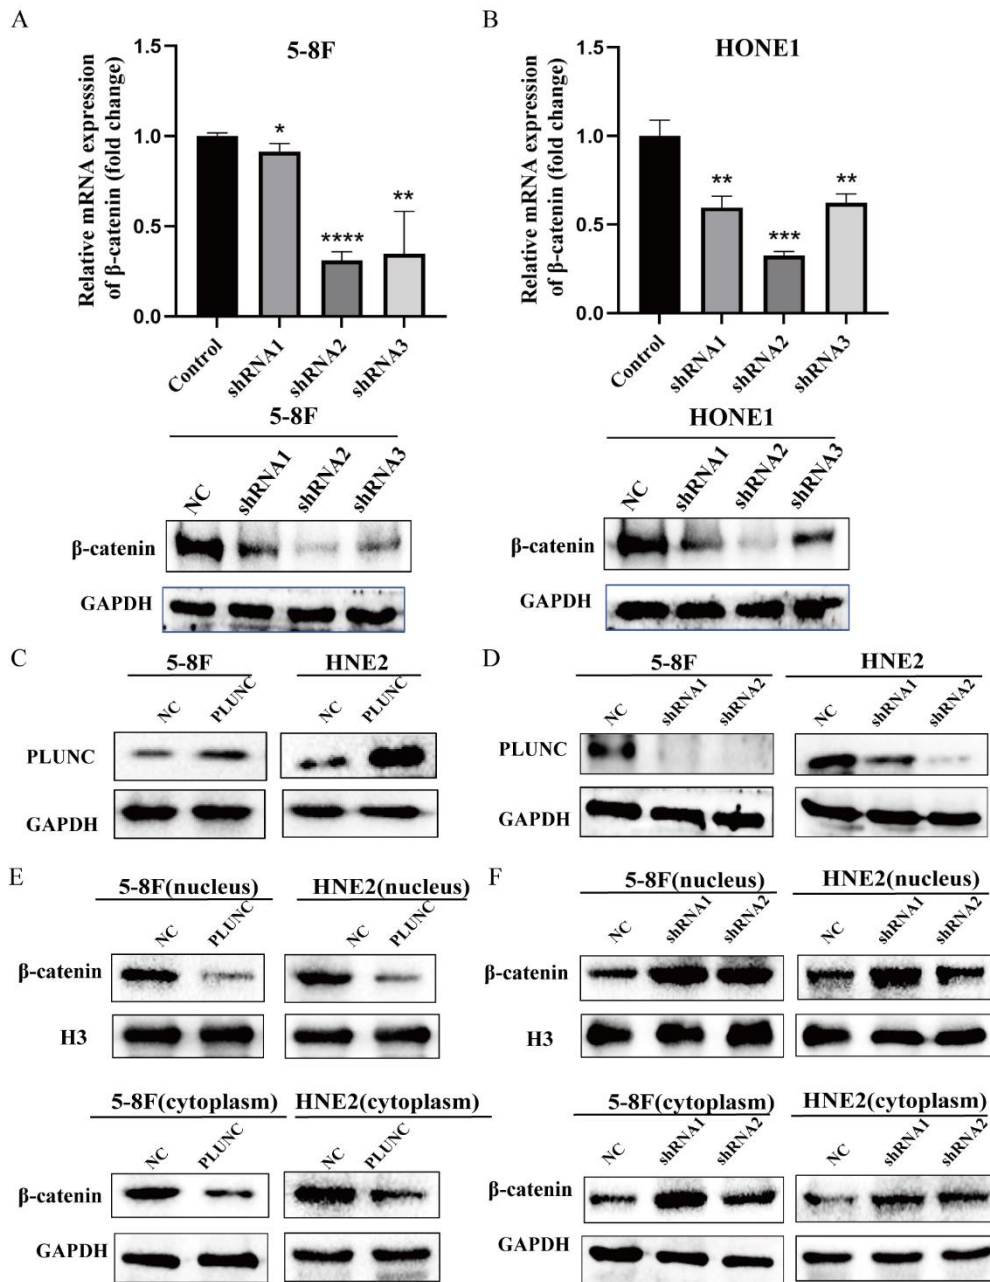 A
5-8F
Relative mRNA expression
of β-catenin (fold change)
1.5
1.0
0.5
0.0
*
****
**
Control
shRNA1
shRNA2
shRNA3
5-8F
NC
shRNA1
shRNA2
shRNA3
β-catenin
GAPDH
B
HONE1
Relative mRNA expression
of β-catenin (fold change)
1.5
1.0
0.5
0.0
**
***
**
Control
shRNA1
shRNA2
shRNA3
HONE1
NC
shRNA1
shRNA2
shRNA3
β-catenin
GAPDH
C
5-8F
HNE2
NC
PLUNC
NC
PLUNC
PLUNC
GAPDH
D
5-8F
HNE2
NC
shRNA1
shRNA2
NC
shRNA1
shRNA2
PLUNC
GAPDH
E
5-8F(nucleus)
HNE2(nucleus)
NC
PLUNC
NC
PLUNC
β-catenin
H3
5-8F(cytoplasm)
HNE2(cytoplasm)
NC
PLUNC
NC
PLUNC
β-catenin
GAPDH
F
5-8F(nucleus)
HNE2(nucleus)
NC
shRNA1
shRNA2
NC
shRNA1
shRNA2
β-catenin
H3
5-8F(cytoplasm)
HNE2(cytoplasm)
NC
shRNA1
shRNA2
NC
shRNA1
shRNA2
β-catenin
GAPDH